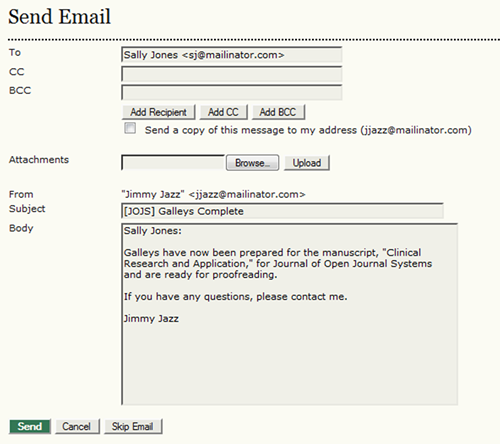 Send Email
To Sally Jones <sj@mailinator.com>
CC
BCC
Add Recipient Add CC Add BCC
Send a copy of this message to my address (jjazz@mailinator.com)
Attachments Browse... Upload
From "Jimmy Jazz" <jjazz@mailinator.com>
Subject [JOJS] Galleys Complete
Body Sally Jones:
Galleys have now been prepared for the manuscript, "Clinical
Research and Application," for Journal of Open Journal Systems
and are ready for proofreading.
If you have any questions, please contact me.
Jimmy Jazz
Send Cancel Skip Email